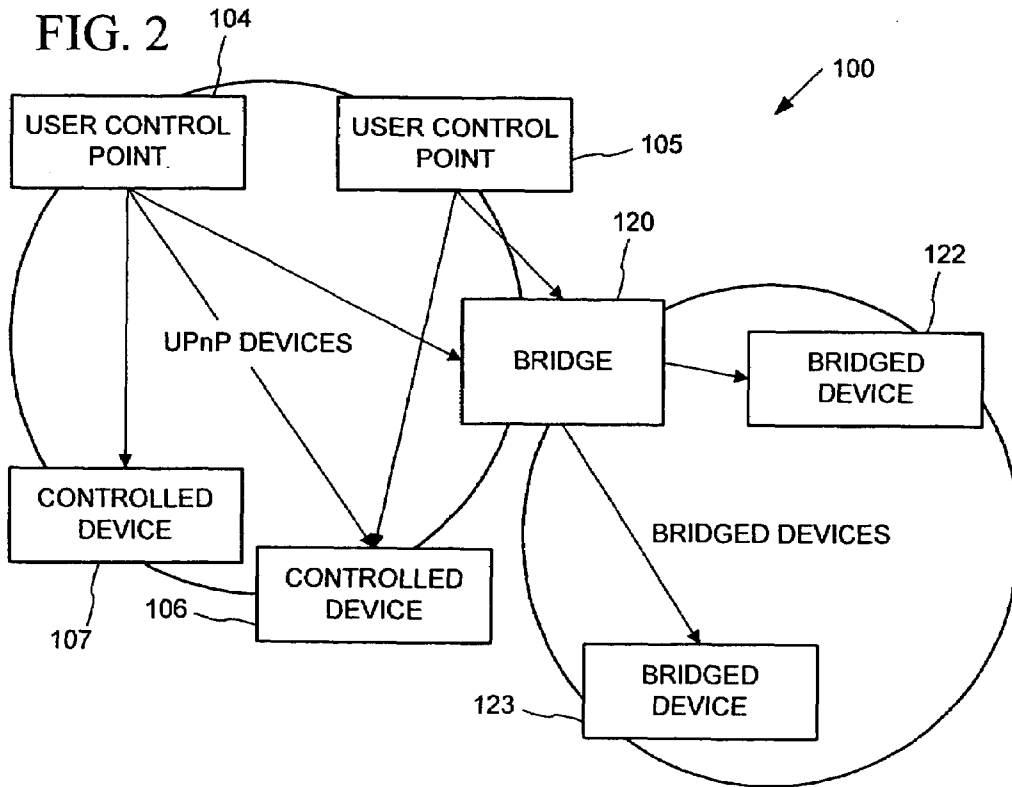 FIG. 2
104
100
USER CONTROL
POINT
USER CONTROL
POINT
105
120
122
UPnP DEVICES
BRIDGE
BRIDGED
DEVICE
CONTROLLED
DEVICE
BRIDGED DEVICES
CONTROLLED
DEVICE
107
106
BRIDGED
DEVICE
123